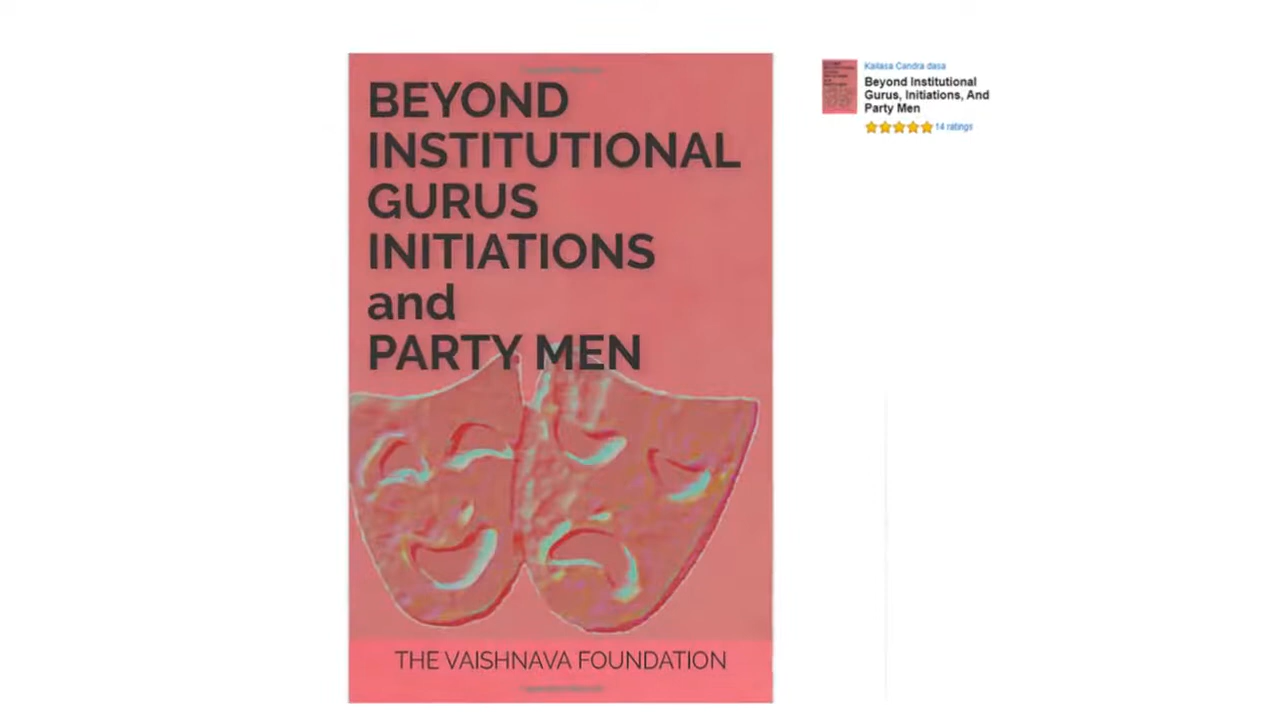 BEYOND
INSTITUTIONAL
GURUS
INITIATIONS
and
PARTY MEN
THE VAISHNAVA FOUNDATION
Kailasa Candra dasa
Beyond Institutional
Gurus, Initiations, And
Party Men
14 ratings